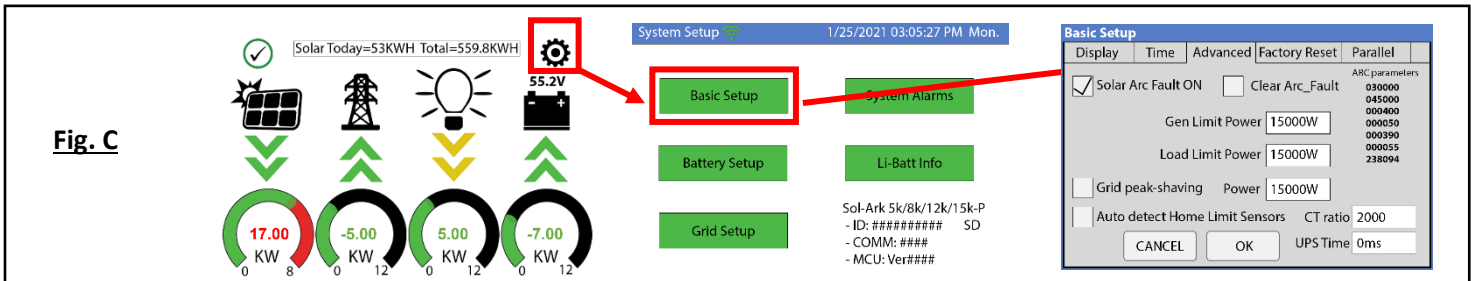 Fig. C
Solar Today=53KWH Total=559.8KWH
55.2V
- +
17.00
KW
0 8
-5.00
KW
0 12
5.00
KW
0 12
-7.00
KW
0 12
System Setup 1/25/2021 03:05:27 PM Mon.
Basic Setup
System Alarms
Battery Setup
Li-Batt Info
Grid Setup
Sol-Ark 5k/8k/12k/15k-P
- ID: ########## SD
- COMM: ####
- MCU: Ver####
Basic Setup
Display Time Advanced Factory Reset Parallel
Solar Arc Fault ON
Clear Arc_Fault
ARC parameters
030000
045000
000400
000050
000390
000055
238094
Gen Limit Power 15000W
Load Limit Power 15000W
Grid peak-shaving Power 15000W
Auto detect Home Limit Sensors CT ratio 2000
CANCEL OK UPS Time 0ms